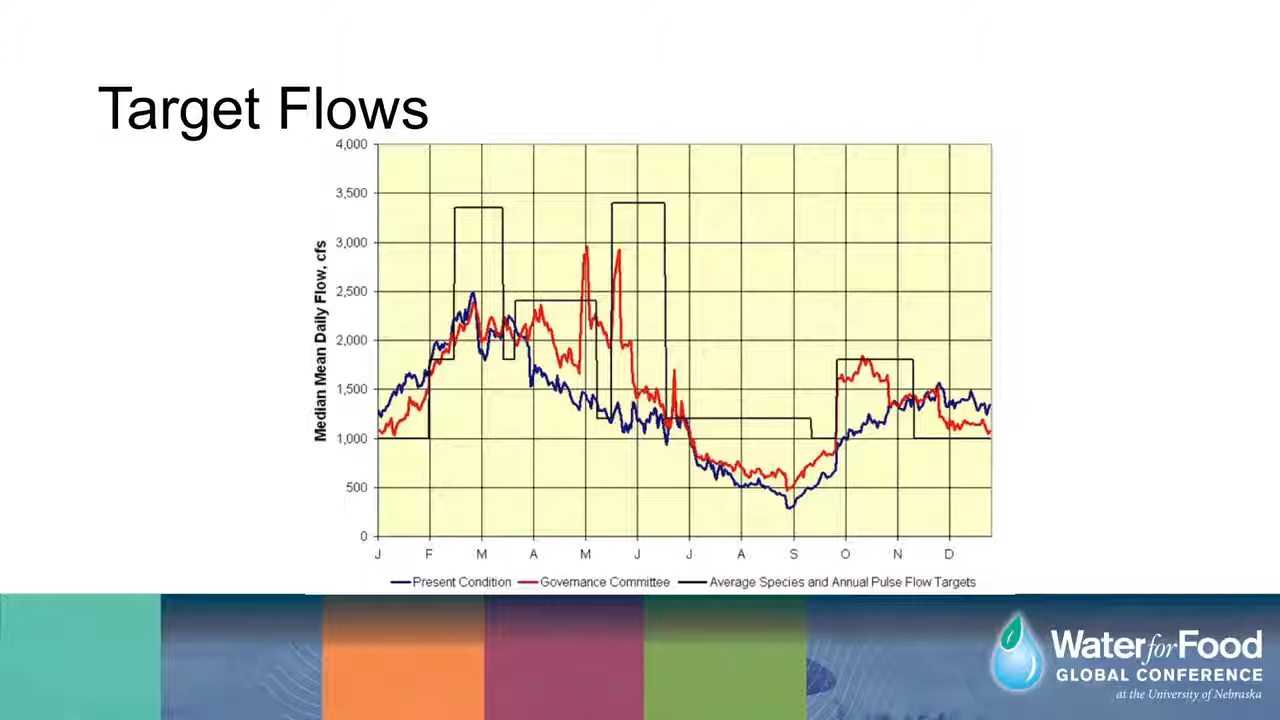 Target Flows
4,000
3,500
3,000
2,500
2,000
1,500
1,000
500
0
Median Mean Daily Flow, cfs
J F M A M J J A S O N D
Present Condition Governance Committee Average Species and Annual Pulse Flow Targets
Water for Food
GLOBAL CONFERENCE
at the University of Nebraska